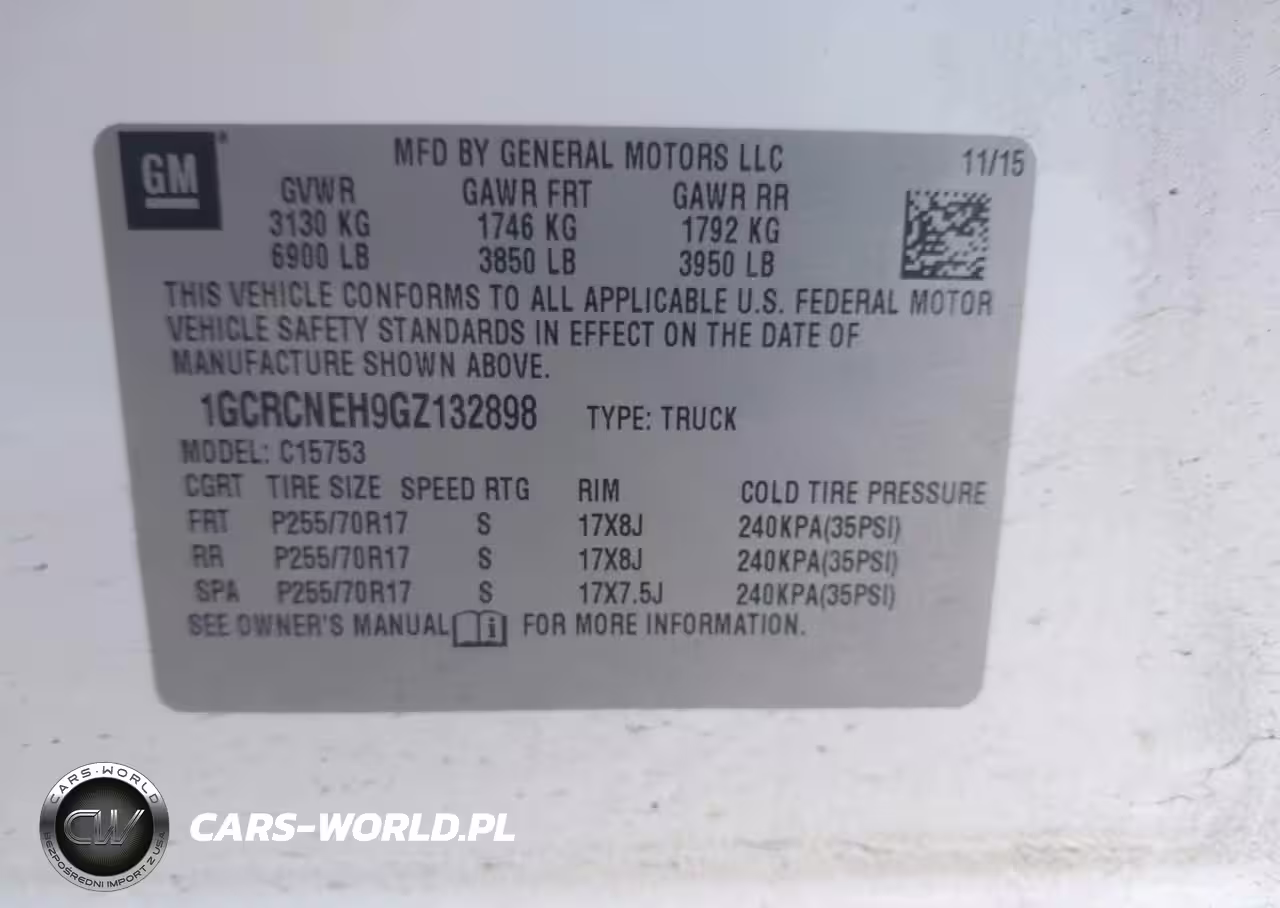 GM
MFD BY GENERAL MOTORS LLC 11/15
GVWR GAWR FRT GAWR RR
3130 KG 1746 KG 1792 KG
6900 LB 3850 LB 3950 LB
THIS VEHICLE CONFORMS TO ALL APPLICABLE U.S. FEDERAL MOTOR
VEHICLE SAFETY STANDARDS IN EFFECT ON THE DATE OF
MANUFACTURE SHOWN ABOVE.
1GCRCNEH9GZ132898 TYPE: TRUCK
MODEL: C15753
CGRT TIRE SIZE SPEED RTG RIM COLD TIRE PRESSURE
FRT P255/70R17 S 17X8J 240KPA(35PSI)
RR P255/70R17 S 17X8J 240KPA(35PSI)
SPA P255/70R17 S 17X7.5J 240KPA(35PSI)
SEE OWNER'S MANUAL i FOR MORE INFORMATION.
CARS-WORLD
CW
BEZPOŚREDNI IMPORT Z USA
CARS-WORLD.PL